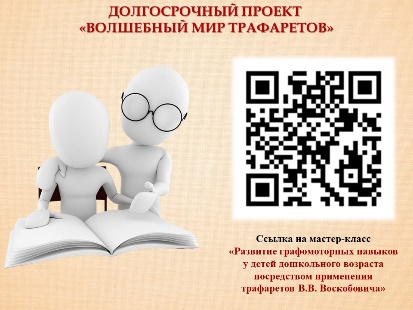 ДОЛГОСРОЧНЫЙ ПРОЕКТ
«ВОЛШЕБНЫЙ МИР ТРАФАРЕТОВ»
Ссылка на мастер-класс
«Развитие графомоторных навыков
у детей дошкольного возраста
посредством применения
трафаретов В.В. Воскобовича»